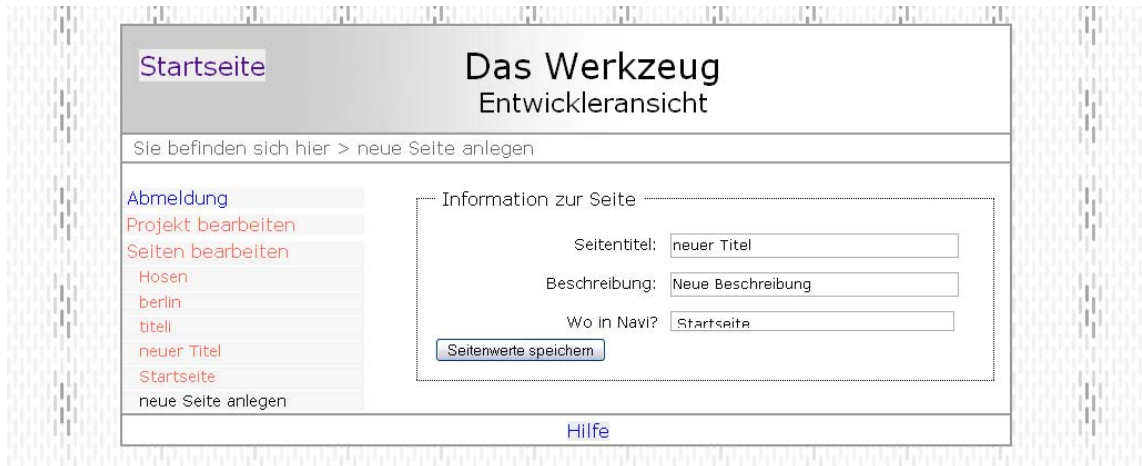 Startseite
Das Werkzeug
Entwickleransicht
Sie befinden sich hier > neue Seite anlegen
Abmeldung
Projekt bearbeiten
Seiten bearbeiten
Hosen
berlin
titeli
neuer Titel
Startseite
neue Seite anlegen
Information zur Seite
Seitentitel: neuer Titel
Beschreibung: Neue Beschreibung
Wo in Navi? Startseite
Seitenwerte speichern
Hilfe